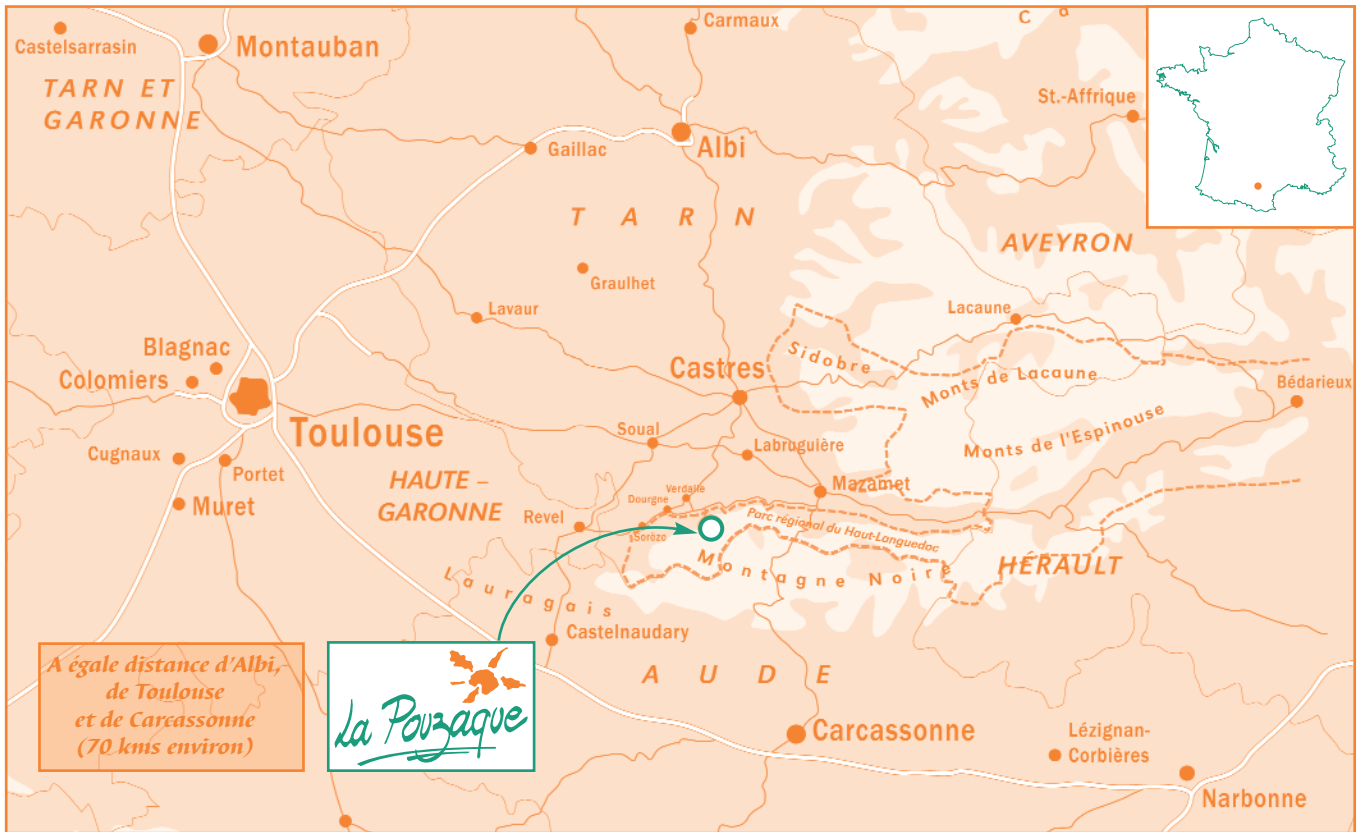 Carmaux
C a
Castelsarrasin
Montauban
TARN ET
GARONNE
St.-Affrique
Albi
Gaillac
T A R N
AVEYRON
Graulhet
Lavaur
Lacaune
Blagnac
Sidobre
Colomiers
Castres
Monts de Lacaune
Bédarieux
Toulouse
Soual
Labruguière
Monts de l'Espinouse
Cugnaux
Portet
HAUTE –
GARONNE
Verdalle
Mazamet
Muret
Dourgne
Revel
Sorèze
Parc régional du Haut-Languedoc
Montagne Noire
HÉRAULT
Lauragais
Castelnaudary
A égale distance d'Albi,
de Toulouse
et de Carcassonne
(70 kms environ)
La Pouzaque
A U D E
Carcassonne
Lézignan-
Corbières
Narbonne